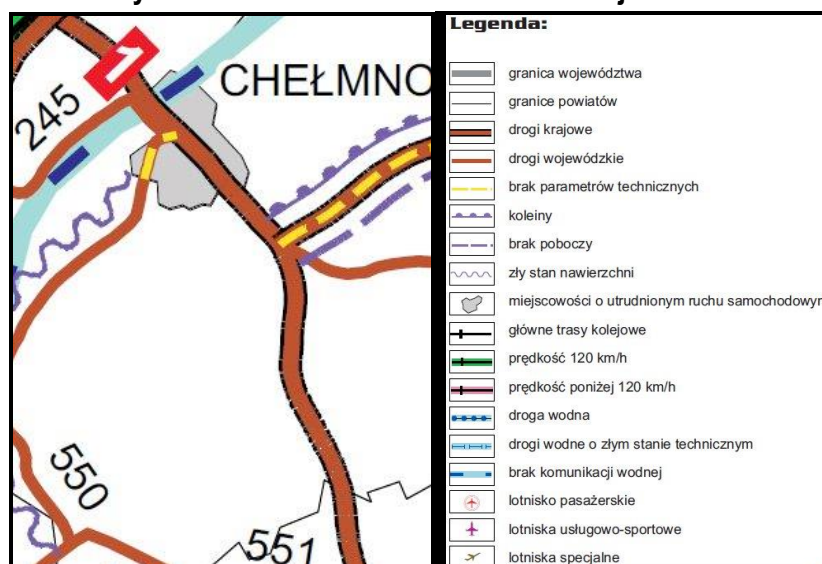 1
CHEŁMNO
245
550
551
Legenda:
granica województwa
granice powiatów
drogi krajowe
drogi wojewódzkie
brak parametrów technicznych
koleiny
brak poboczy
zły stan nawierzchni
miejscowości o utrudnionym ruchu samochodowym
główne trasy kolejowe
prędkość 120 km/h
prędkość poniżej 120 km/h
droga wodna
drogi wodne o złym stanie technicznym
brak komunikacji wodnej
lotnisko pasażerskie
lotniska usługowo-sportowe
lotniska specjalne